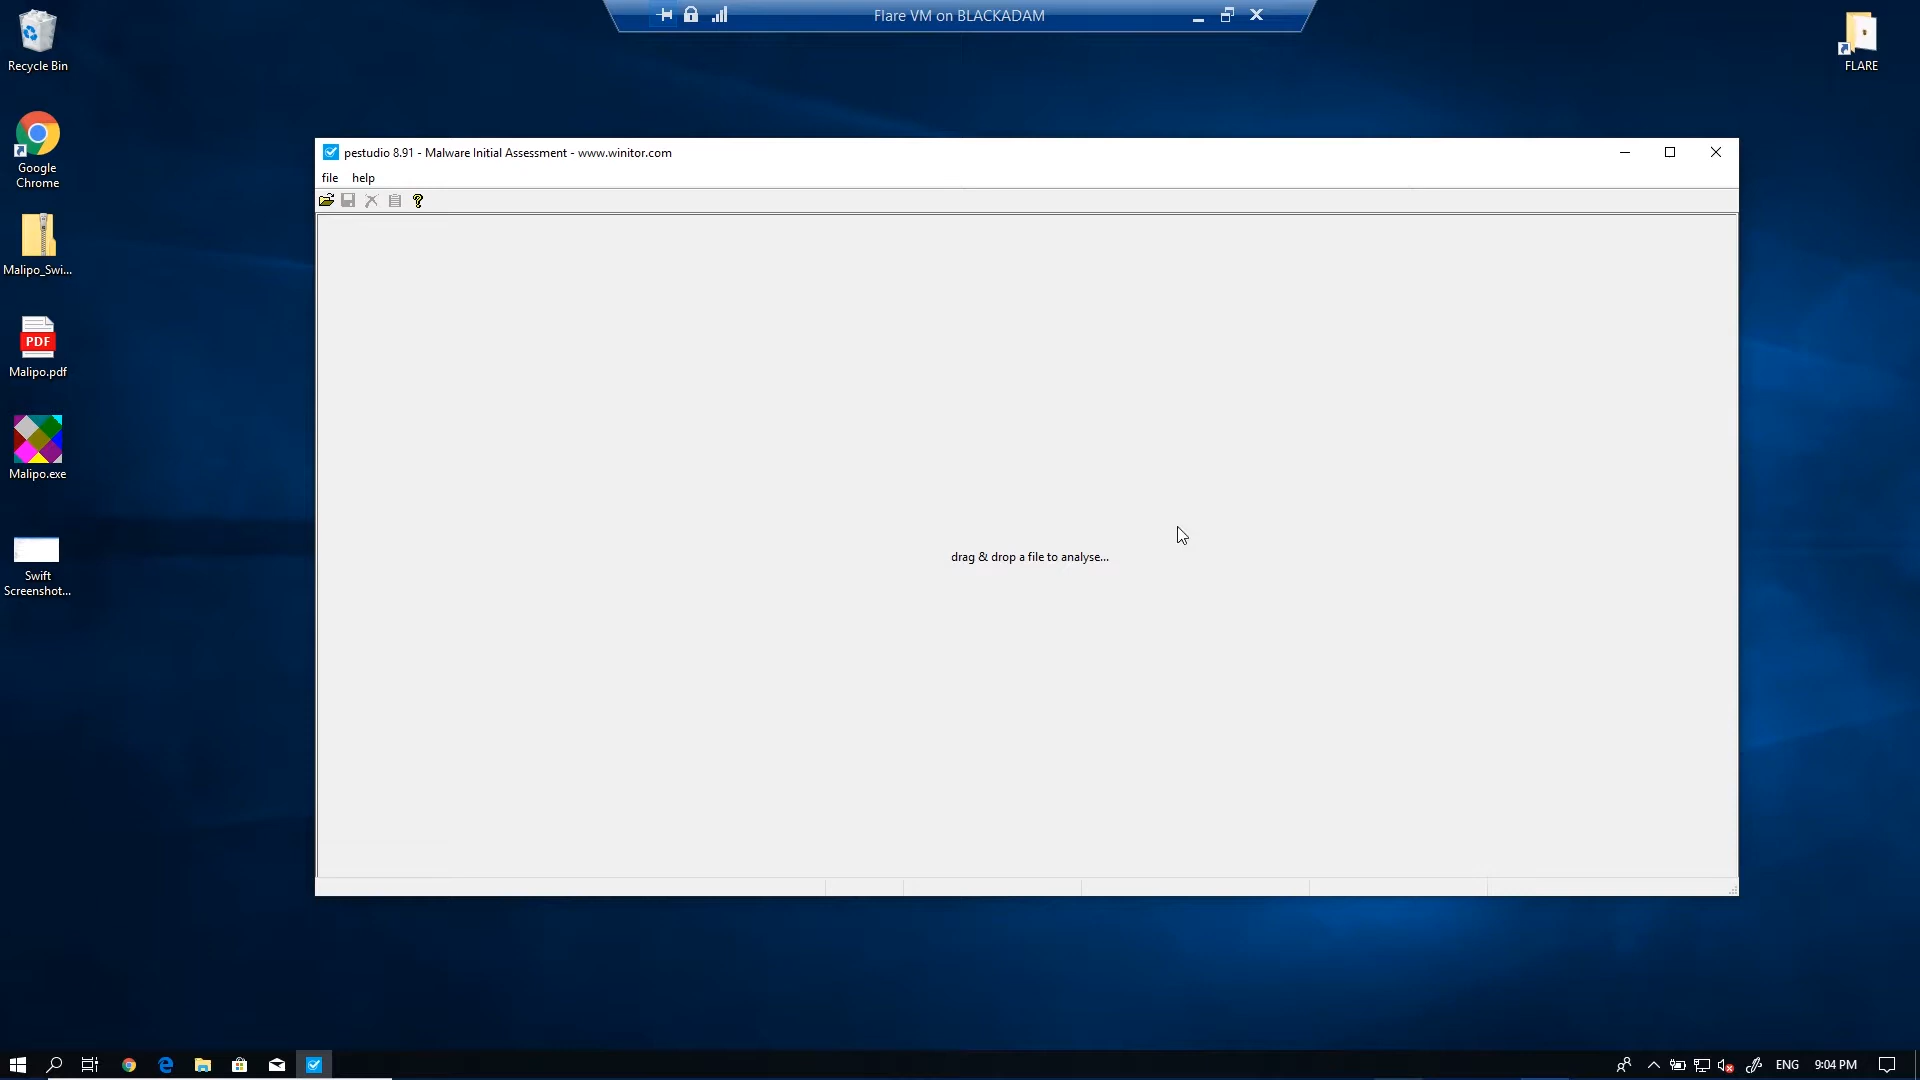 Flare VM on BLACKADAM
Recycle Bin
FLARE
Google
Chrome
Malipo_Swi...
PDF
Malipo.pdf
Malipo.exe
Swift
Screenshot...
pestudio 8.91 - Malware Initial Assessment - www.winitor.com
file help
?
drag & drop a file to analyse...
ENG 9:04 PM